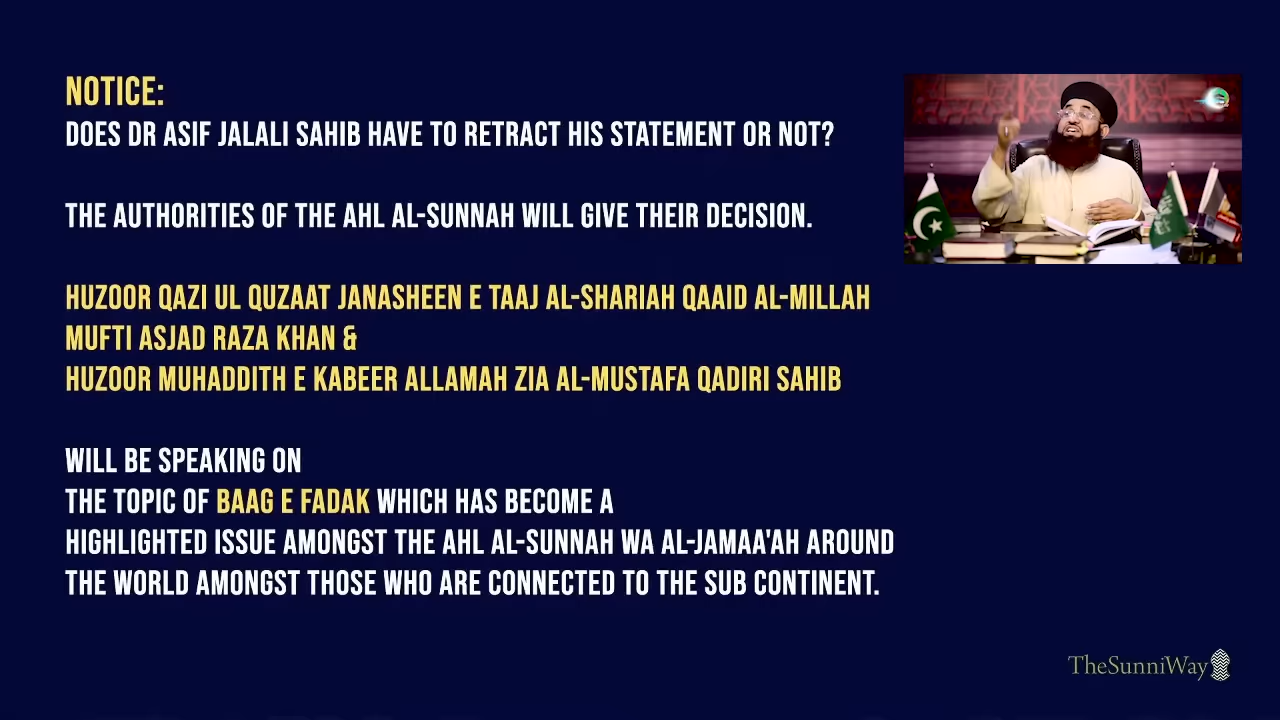 NOTICE:
DOES DR ASIF JALALI SAHIB HAVE TO RETRACT HIS STATEMENT OR NOT?
THE AUTHORITIES OF THE AHL AL-SUNNAH WILL GIVE THEIR DECISION.
HUZOOR QAZI UL QUZAAT JANASHEEN E TAAJ AL-SHARIAH QAAID AL-MILLAH
MUFTI ASJAD RAZA KHAN &
HUZOOR MUHADDITH E KABEER ALLAMAH ZIA AL-MUSTAFA QADIRI SAHIB
WILL BE SPEAKING ON
THE TOPIC OF BAAG E FADAK WHICH HAS BECOME A
HIGHLIGHTED ISSUE AMONGST THE AHL AL-SUNNAH WA AL-JAMAA'AH AROUND
THE WORLD AMONGST THOSE WHO ARE CONNECTED TO THE SUB CONTINENT.
TheSunniWay